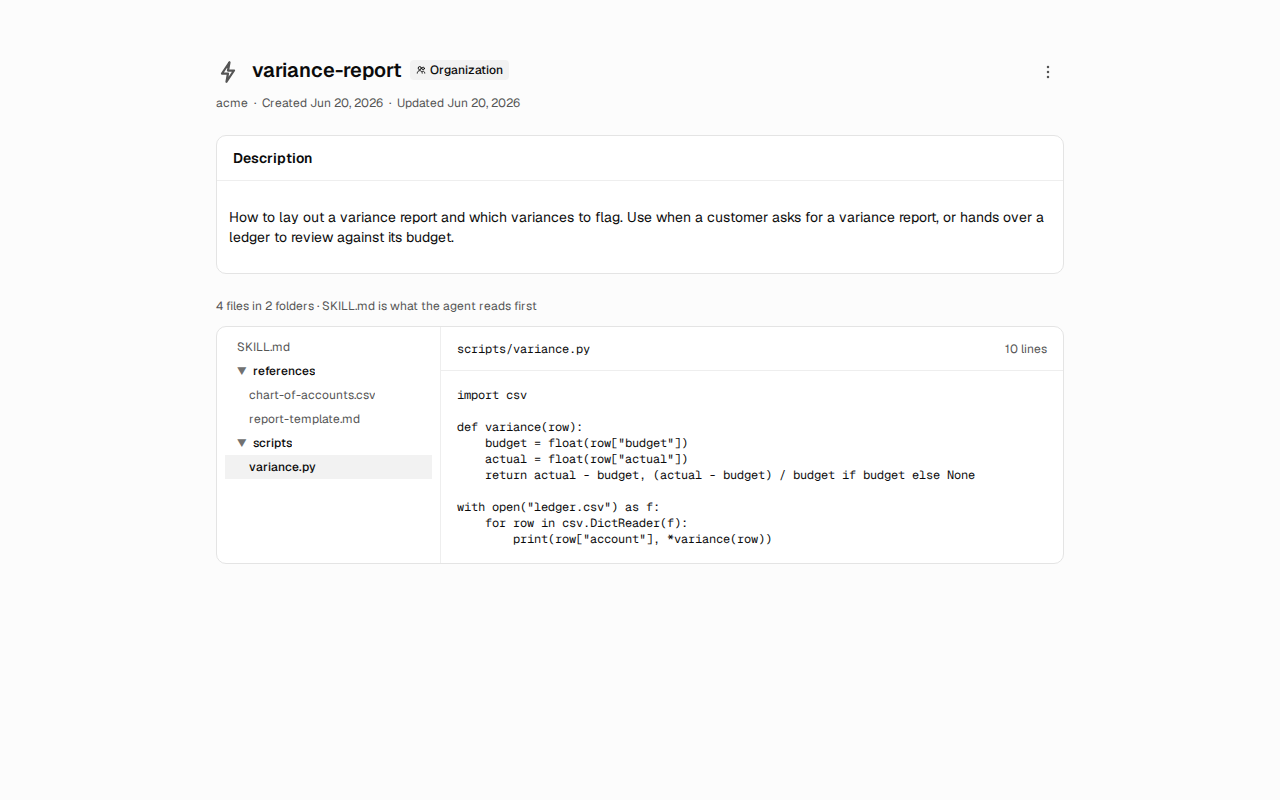 variance-report
Organization
acme · Created Jun 20, 2026 · Updated Jun 20, 2026
Description
How to lay out a variance report and which variances to flag. Use when a customer asks for a variance report, or hands over a
ledger to review against its budget.
4 files in 2 folders · SKILL.md is what the agent reads first
SKILL.md
references
chart-of-accounts.csv
report-template.md
scripts
variance.py
scripts/variance.py
10 lines
import csv
def variance(row):
    budget = float(row["budget"])
    actual = float(row["actual"])
    return actual - budget, (actual - budget) / budget if budget else None
with open("ledger.csv") as f:
    for row in csv.DictReader(f):
        print(row["account"], *variance(row))